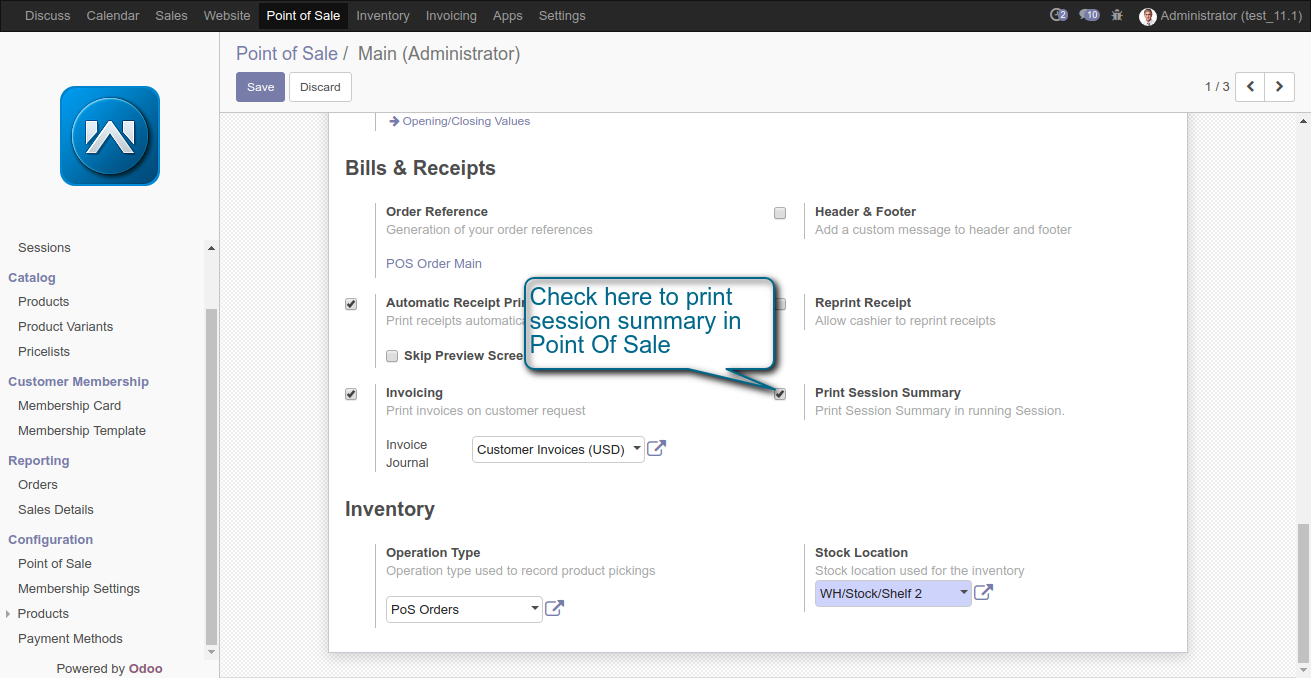 Discuss Calendar Sales Website Point of Sale Inventory Invoicing Apps Settings 2 10 Administrator (test_11.1)
Point of Sale / Main (Administrator)
Save Discard 1 / 3
Sessions
Catalog
Products
Product Variants
Pricelists
Customer Membership
Membership Card
Membership Template
Reporting
Orders
Sales Details
Configuration
Point of Sale
Membership Settings
Products
Payment Methods
Powered by Odoo
Opening/Closing Values
Bills & Receipts
Order Reference
Generation of your order references
POS Order Main
Header & Footer
Add a custom message to header and footer
Automatic Receipt
Print receipts
Skip Preview
Check here to print
session summary in
Point Of Sale
Reprint Receipt
Allow cashier to reprint receipts
Invoicing
Print invoices on customer request
Invoice
Journal
Customer Invoices (USD)
Print Session Summary
Print Session Summary in running Session.
Inventory
Operation Type
Operation type used to record product pickings
PoS Orders
Stock Location
Stock location used for the inventory
WH/Stock/Shelf 2